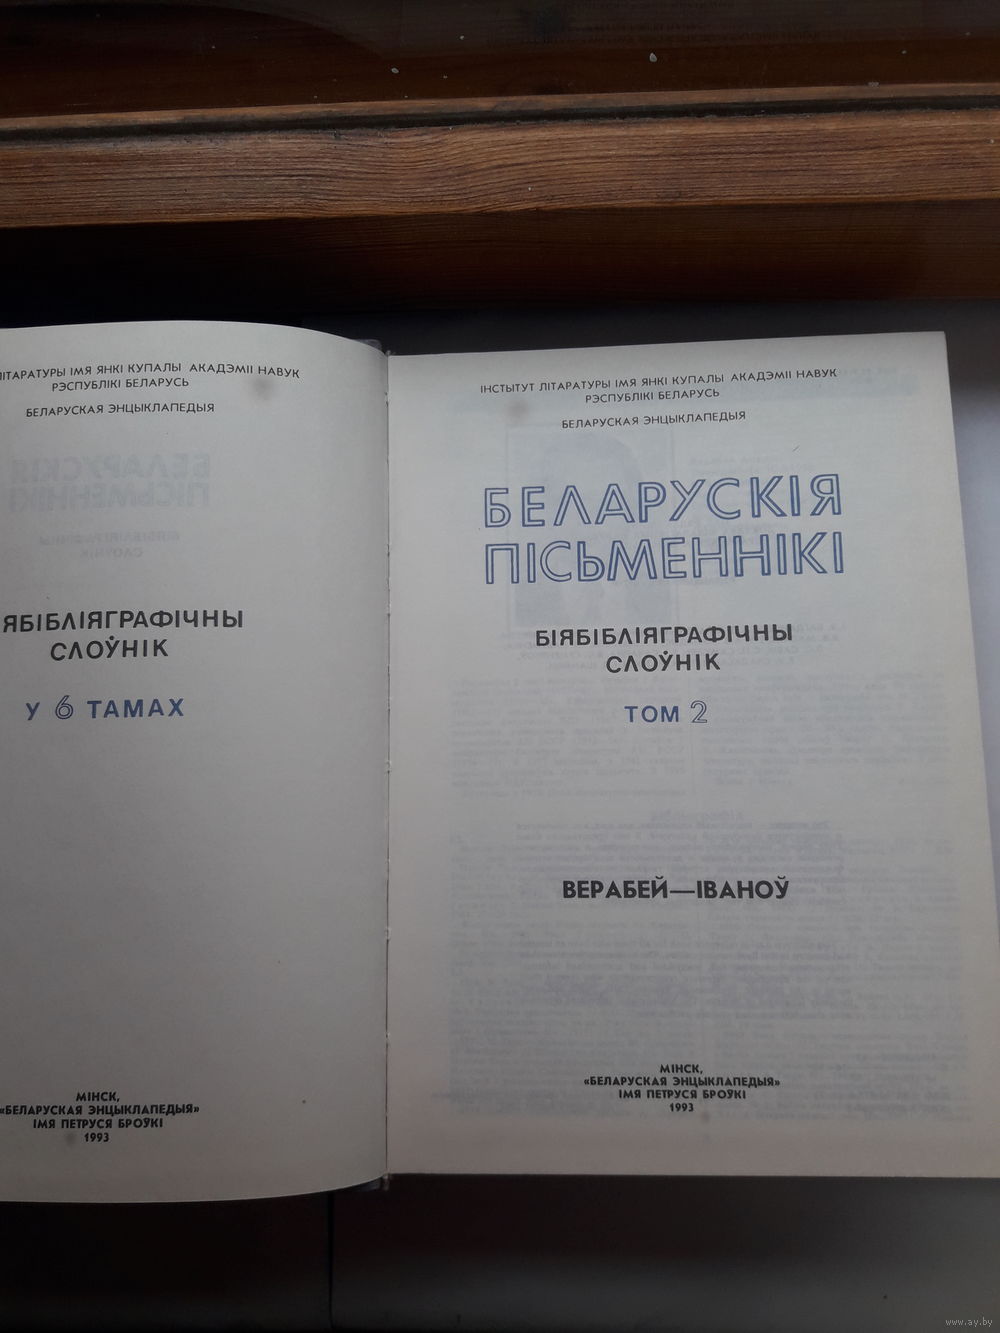 ЛІТАРАТУРЫ ІМЯ ЯНКІ КУПАЛЫ АКАДЭМІІ НАВУК
РЭСПУБЛІКІ БЕЛАРУСЬ
БЕЛАРУСКАЯ ЭНЦЫКЛАПЕДЫЯ
ЯБІБЛІЯГРАФІЧНЫ
СЛОЎНІК
У 6 ТАМАХ
МІНСК,
«БЕЛАРУСКАЯ ЭНЦЫКЛАПЕДЫЯ»
ІМЯ ПЕТРУСЯ БРОЎКІ
1993
ІНСТЫТУТ ЛІТАРАТУРЫ ІМЯ ЯНКІ КУПАЛЫ АКАДЭМІІ НАВУК
РЭСПУБЛІКІ БЕЛАРУСЬ
БЕЛАРУСКАЯ ЭНЦЫКЛАПЕДЫЯ
БЕЛАРУСКІЯ
ПІСЬМЕННІКІ
БІЯБІБЛІЯГРАФІЧНЫ
СЛОЎНІК
ТОМ 2
ВЕРАБЕЙ—ІВАНОЎ
МІНСК,
«БЕЛАРУСКАЯ ЭНЦЫКЛАПЕДЫЯ»
ІМЯ ПЕТРУСЯ БРОЎКІ
1993
www.ay.by